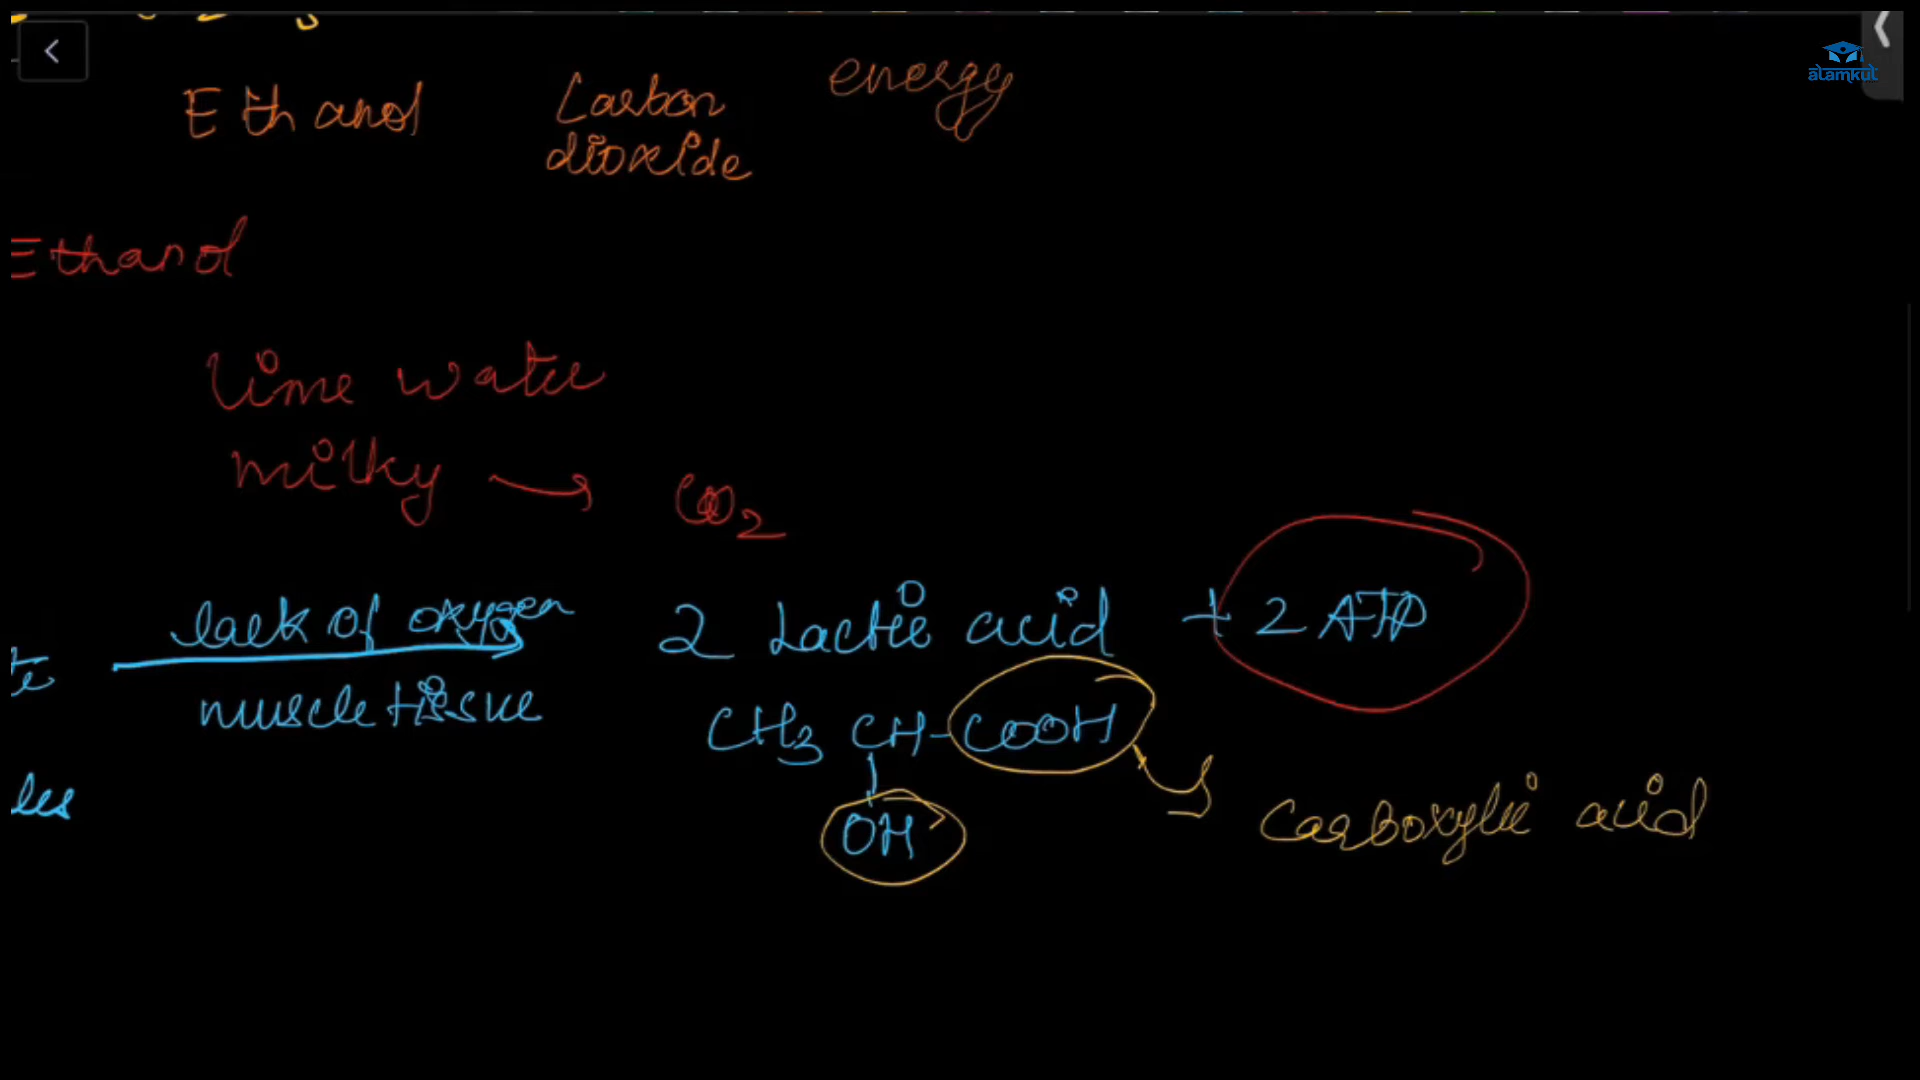 Ethanol Carbon dioxide energy
Ethanol
lime water
milky → CO2
lack of oxygen 2 Lactic acid + 2 ATP
muscle tissue
CH3 CH-COOH
OH
Carboxylic acid
alamkut